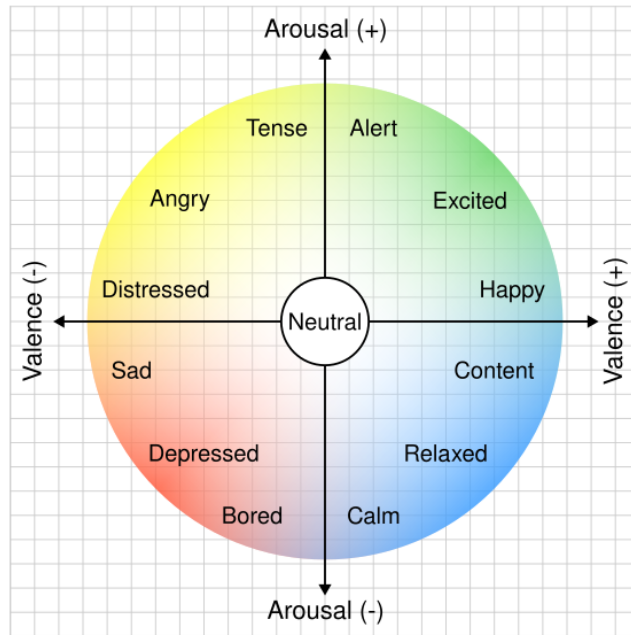 Arousal (+)
Tense
Alert
Angry
Excited
Distressed
Happy
Valence (-)
Neutral
Valence (+)
Sad
Content
Depressed
Relaxed
Bored
Calm
Arousal (-)